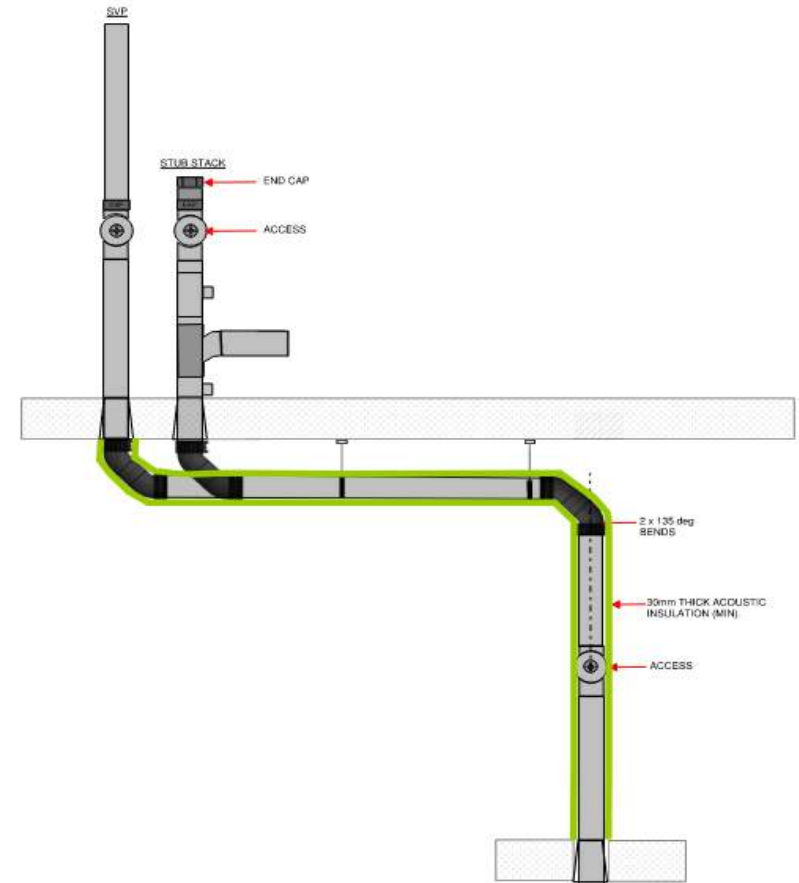 SVP
STUB STACK
END CAP
ACCESS
2 x 135 deg
BENDS
30mm THICK ACOUSTIC
INSULATION (MIN).
ACCESS